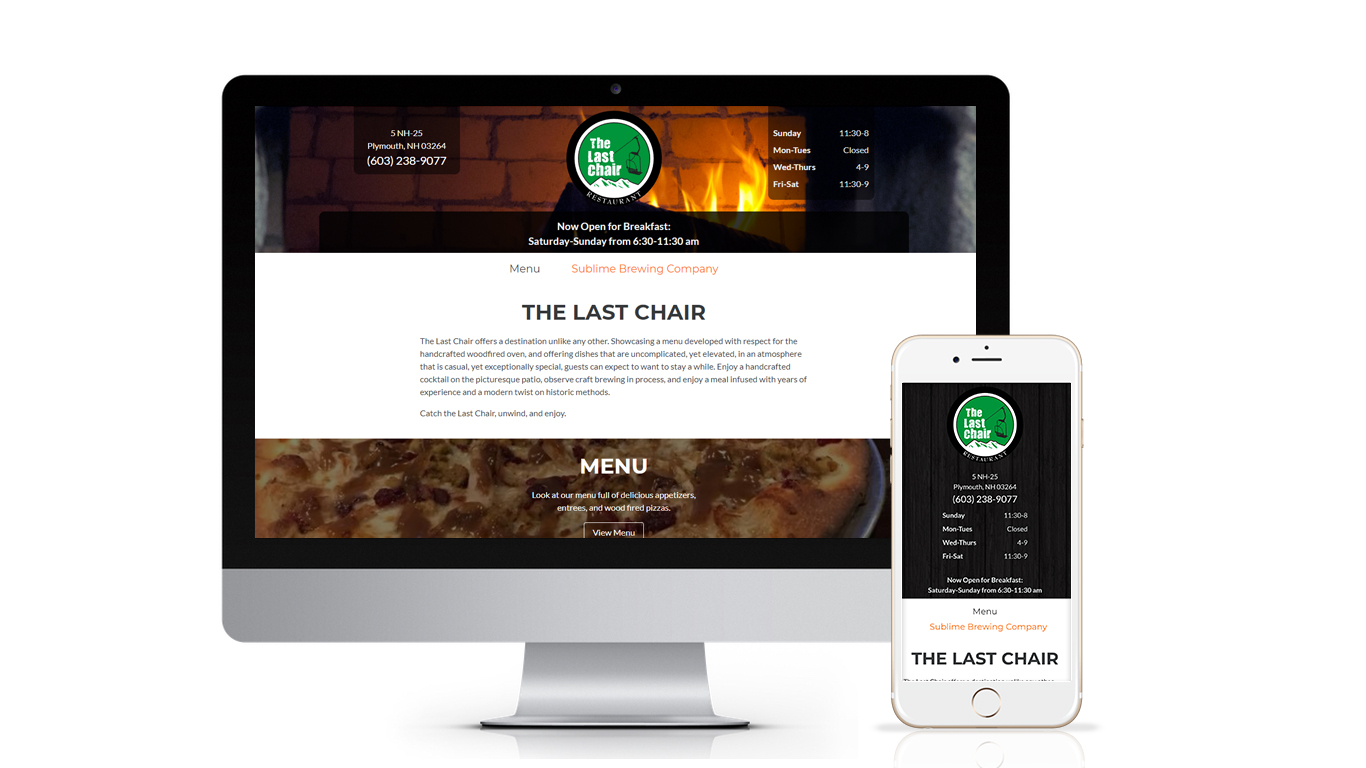 5 NH-25
Plymouth, NH 03264
(603) 238-9077
The
Last
Chair
RESTAURANT
Sunday 11:30-8
Mon-Tues Closed
Wed-Thurs 4-9
Fri-Sat 11:30-9
Now Open for Breakfast:
Saturday-Sunday from 6:30-11:30 am
Menu Sublime Brewing Company
THE LAST CHAIR
The Last Chair offers a destination unlike any other. Showcasing a menu developed with respect for the
handcrafted woodfired oven, and offering dishes that are uncomplicated, yet elevated, in an atmosphere
that is casual, yet exceptionally special, guests can expect to want to stay a while. Enjoy a handcrafted
cocktail on the picturesque patio, observe craft brewing in process, and enjoy a meal infused with years of
experience and a modern twist on historic methods.
Catch the Last Chair, unwind, and enjoy.
MENU
Look at our menu full of delicious appetizers,
entrees, and wood fired pizzas.
View Menu
The
Last
Chair
RESTAURANT
5 NH-25
Plymouth, NH 03264
(603) 238-9077
Sunday 11:30-8
Mon-Tues Closed
Wed-Thurs 4-9
Fri-Sat 11:30-9
Now Open for Breakfast:
Saturday-Sunday from 6:30-11:30 am
Menu
Sublime Brewing Company
THE LAST CHAIR
The Last Chair offers a destination unlike any other.